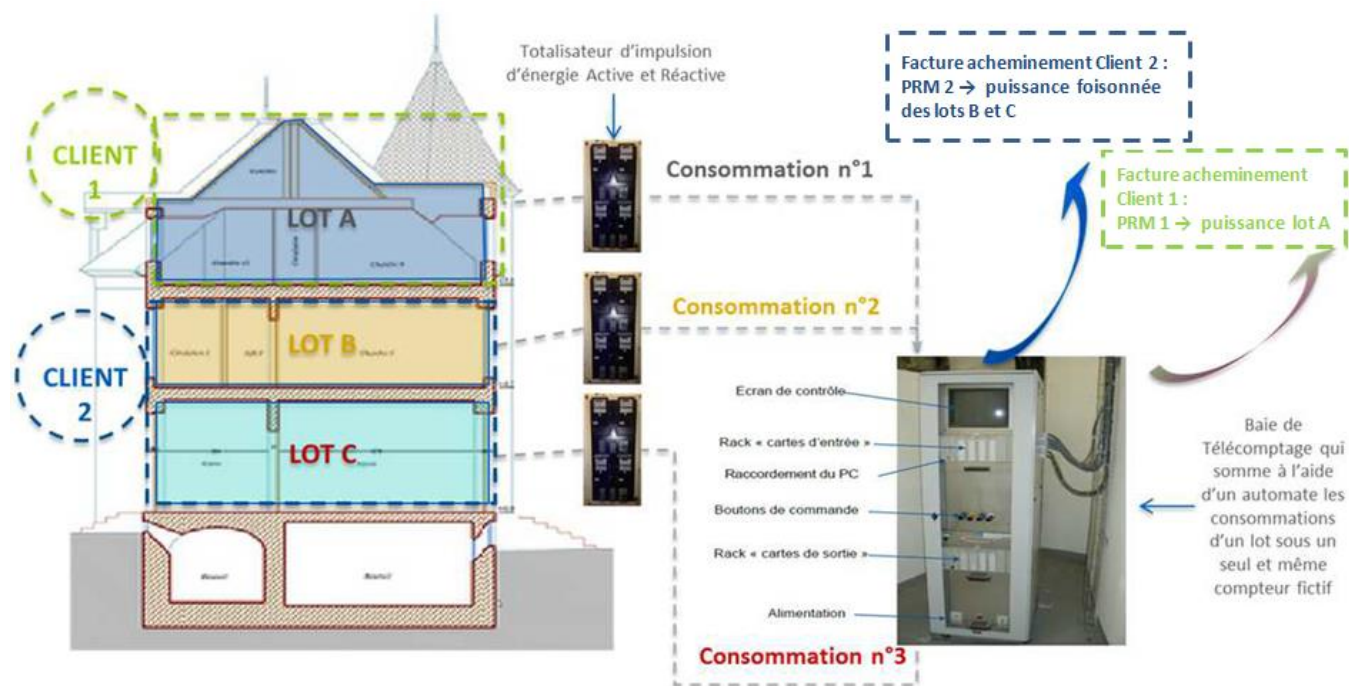 Totalisateur d'impulsion
d'énergie Active et Réactive
Facture acheminement Client 2 :
PRM 2 → puissance foisonnée
des lots B et C
Facture acheminement
Client 1 :
PRM 1 → puissance lot A
CLIENT
1
LOT A
Consommation n°1
CLIENT
2
LOT B
Consommation n°2
LOT C
Ecran de contrôle
Rack « cartes d'entrée »
Raccordement du PC
Boutons de commande
Rack « cartes de sortie »
Alimentation
Baie de
Télécomptage qui
somme à l'aide
d'un automate les
consommations
d'un lot sous un
seul et même
compteur fictif
Consommation n°3